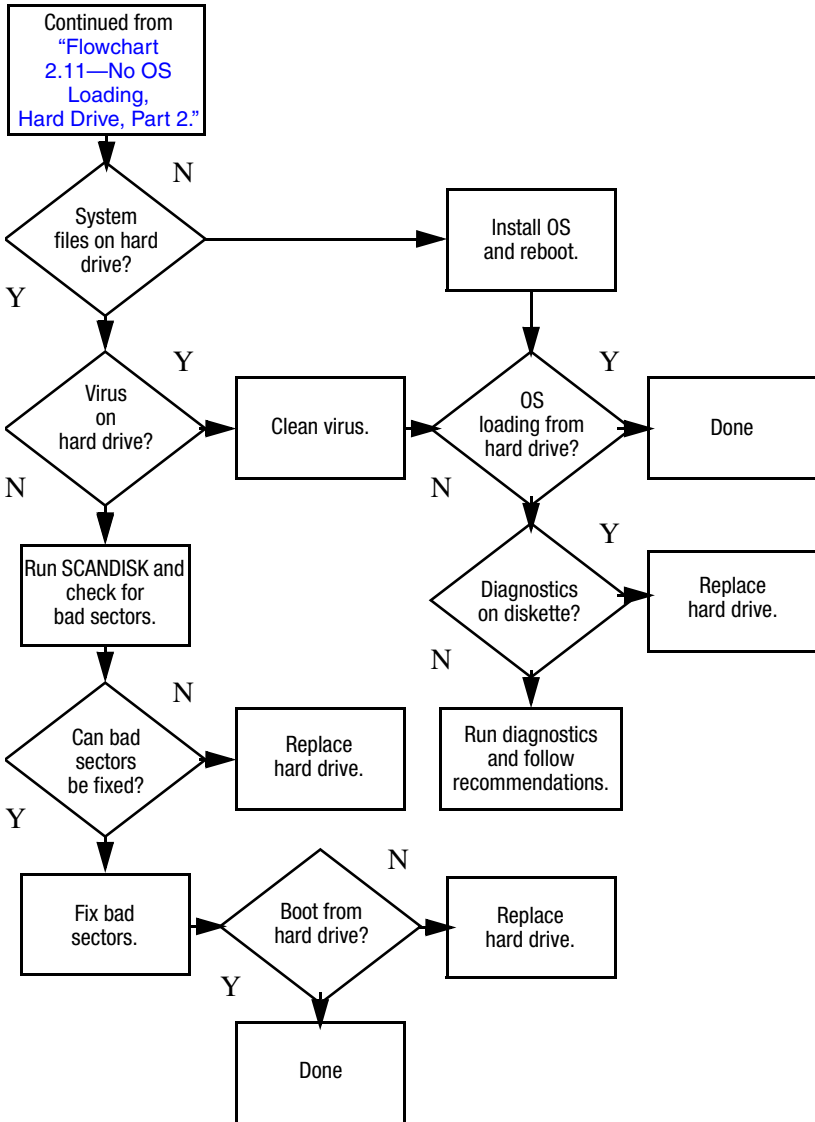 Continued from
“Flowchart
2.11—No OS
Loading,
Hard Drive, Part 2.”
N
System
files on hard
drive?
Install OS
and reboot.
Y
Y
Virus
on
hard drive?
Clean virus.
OS
loading from
hard drive?
Y
Done
N
N
Run SCANDISK and
check for
bad sectors.
Diagnostics
on diskette?
Y
Replace
hard drive.
N
N
Can bad
sectors
be fixed?
Replace
hard drive.
Run diagnostics
and follow
recommendations.
Y
Fix bad
sectors.
Boot from
hard drive?
N
Replace
hard drive.
Y
Done